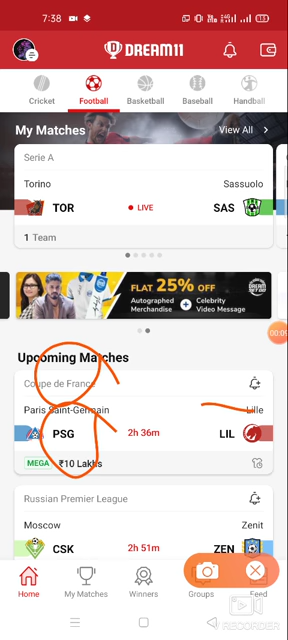 7:38
DREAM11
Cricket Football Basketball Baseball Handball
My Matches View All
Serie A
Torino Sassuolo
TOR LIVE SAS
1 Team
FLAT 25% OFF
Autographed Merchandise + Celebrity Video Message
00:09
Upcoming Matches
Coupe de France
Paris Saint-Germain Lille
PSG 2h 36m LIL
MEGA ₹10 Lakhs
Russian Premier League
Moscow Zenit
CSK 2h 51m ZEN
Home My Matches Winners Groups Feed
RECORDER